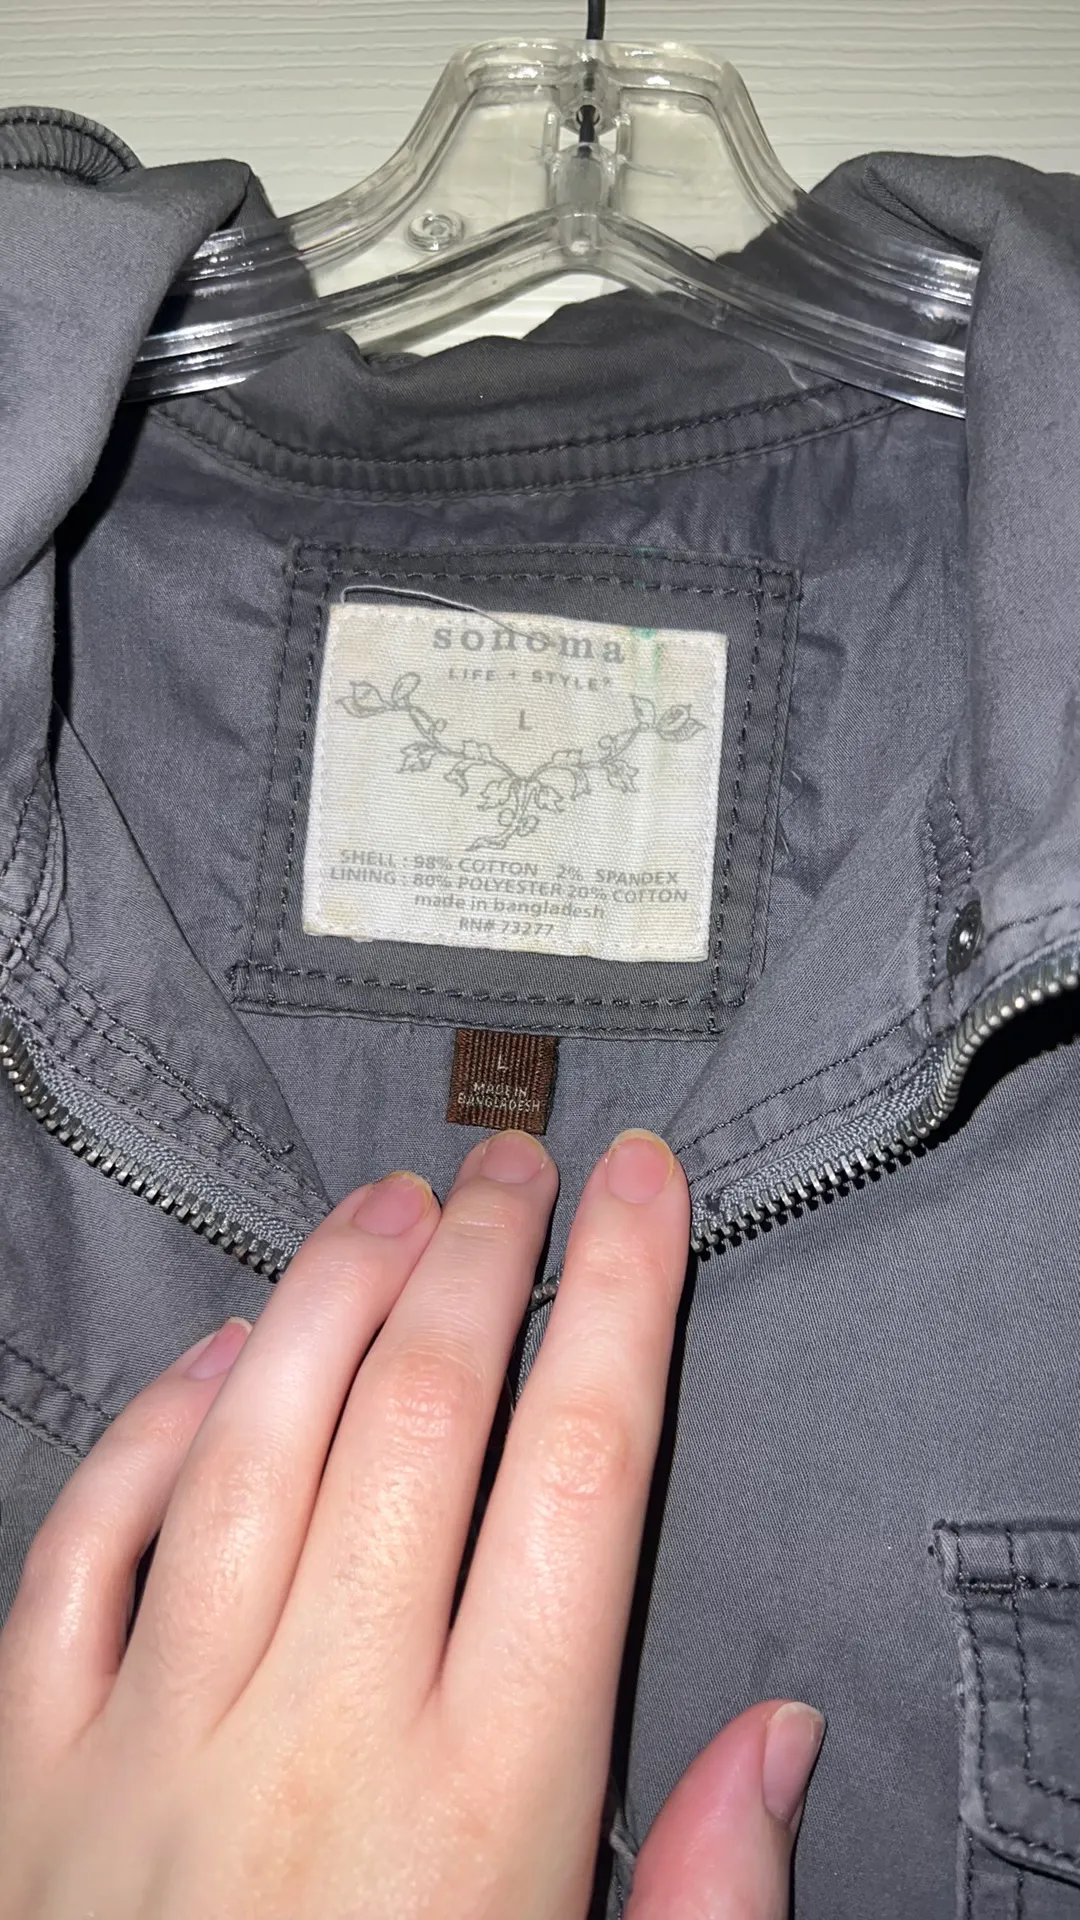 sonoma
LIFE + STYLE®
L
SHELL : 98% COTTON 2% SPANDEX
LINING : 80% POLYESTER 20% COTTON
made in bangladesh
RN# 73277
L
MADE IN
BANGLADESH